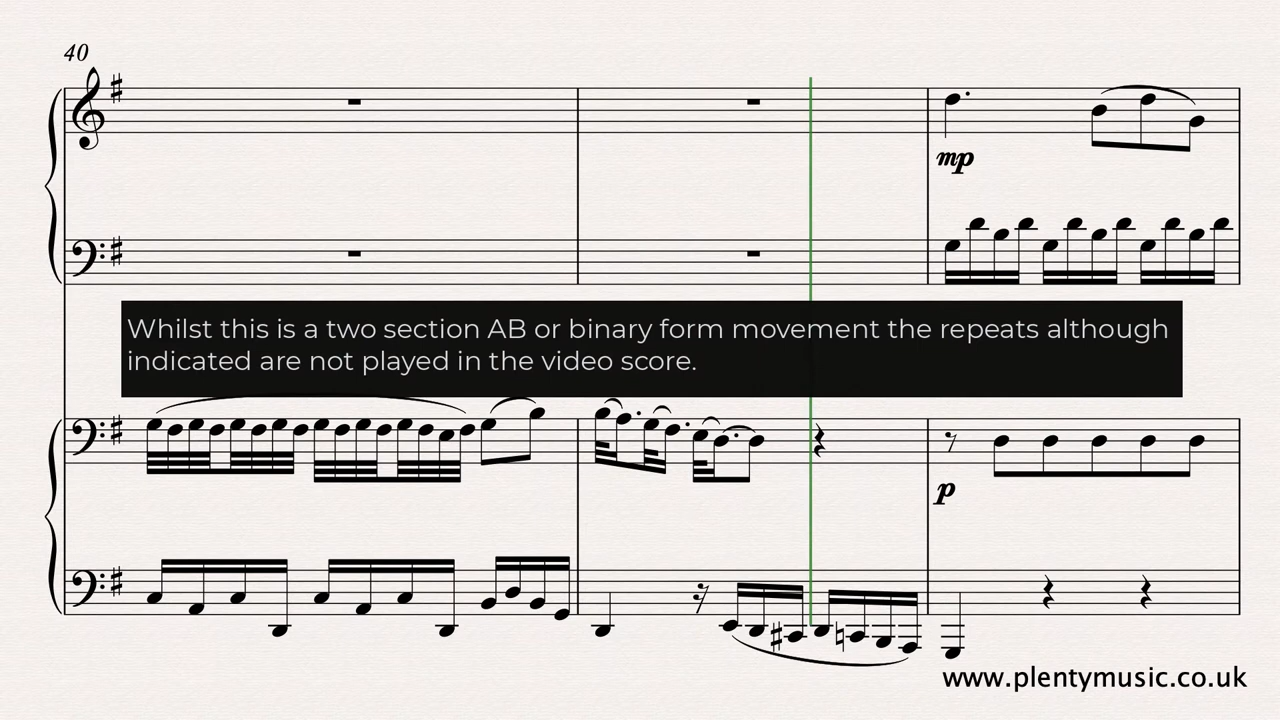 40
mp
Whilst this is a two section AB or binary form movement the repeats although
indicated are not played in the video score.
p
www.plentymusic.co.uk